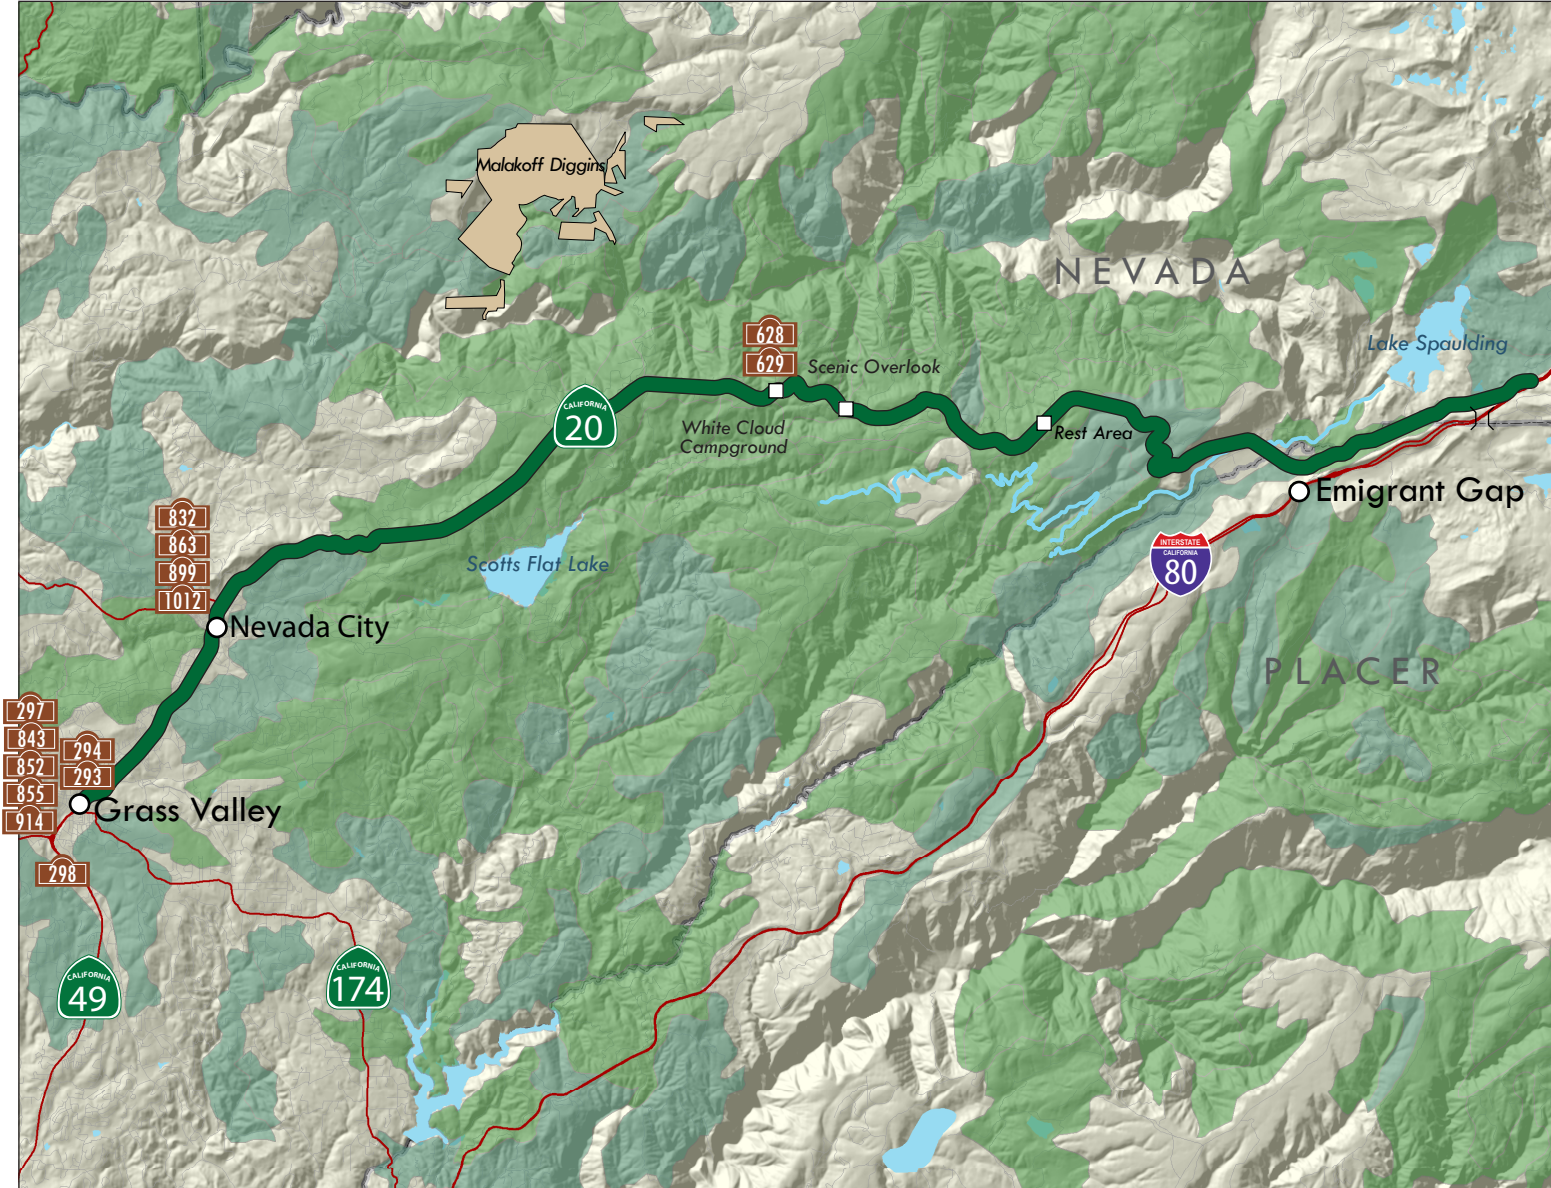 Malakoff Diggins
NEVADA
628
629
Scenic Overlook
Lake Spaulding
CALIFORNIA
20
White Cloud
Campground
Rest Area
Emigrant Gap
832
863
899
1012
Scotts Flat Lake
INTERSTATE
CALIFORNIA
80
Nevada City
PLACER
297
843
852
855
914
294
293
Grass Valley
298
CALIFORNIA
49
CALIFORNIA
174